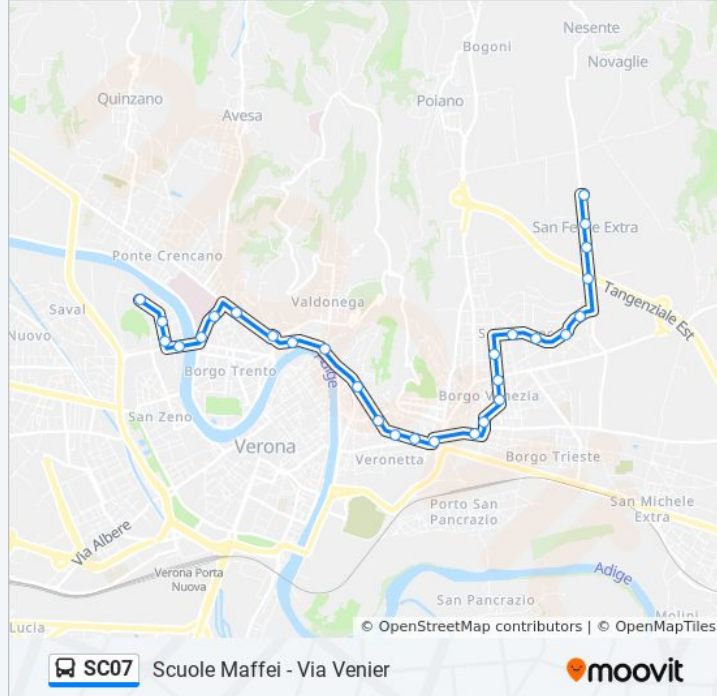 Nesente
Bogoni
Novaglie
Quinzano
Poiano
Avesa
San Felice Extra
Ponte Crencano
Tangenziale Est
Saval
Valdonega
Nuovo
Borgo Trento
Adige
Borgo Venezia
San Zeno
Verona
Veronetta
Borgo Trieste
Porto San
Pancrazio
San Michele
Extra
Via Albere
Verona Porta
Nuova
Adige
San Pancrazio
Molini
Lucia
© OpenStreetMap contributors | © OpenMapTiles
SC07 Scuole Maffei - Via Venier
moovit